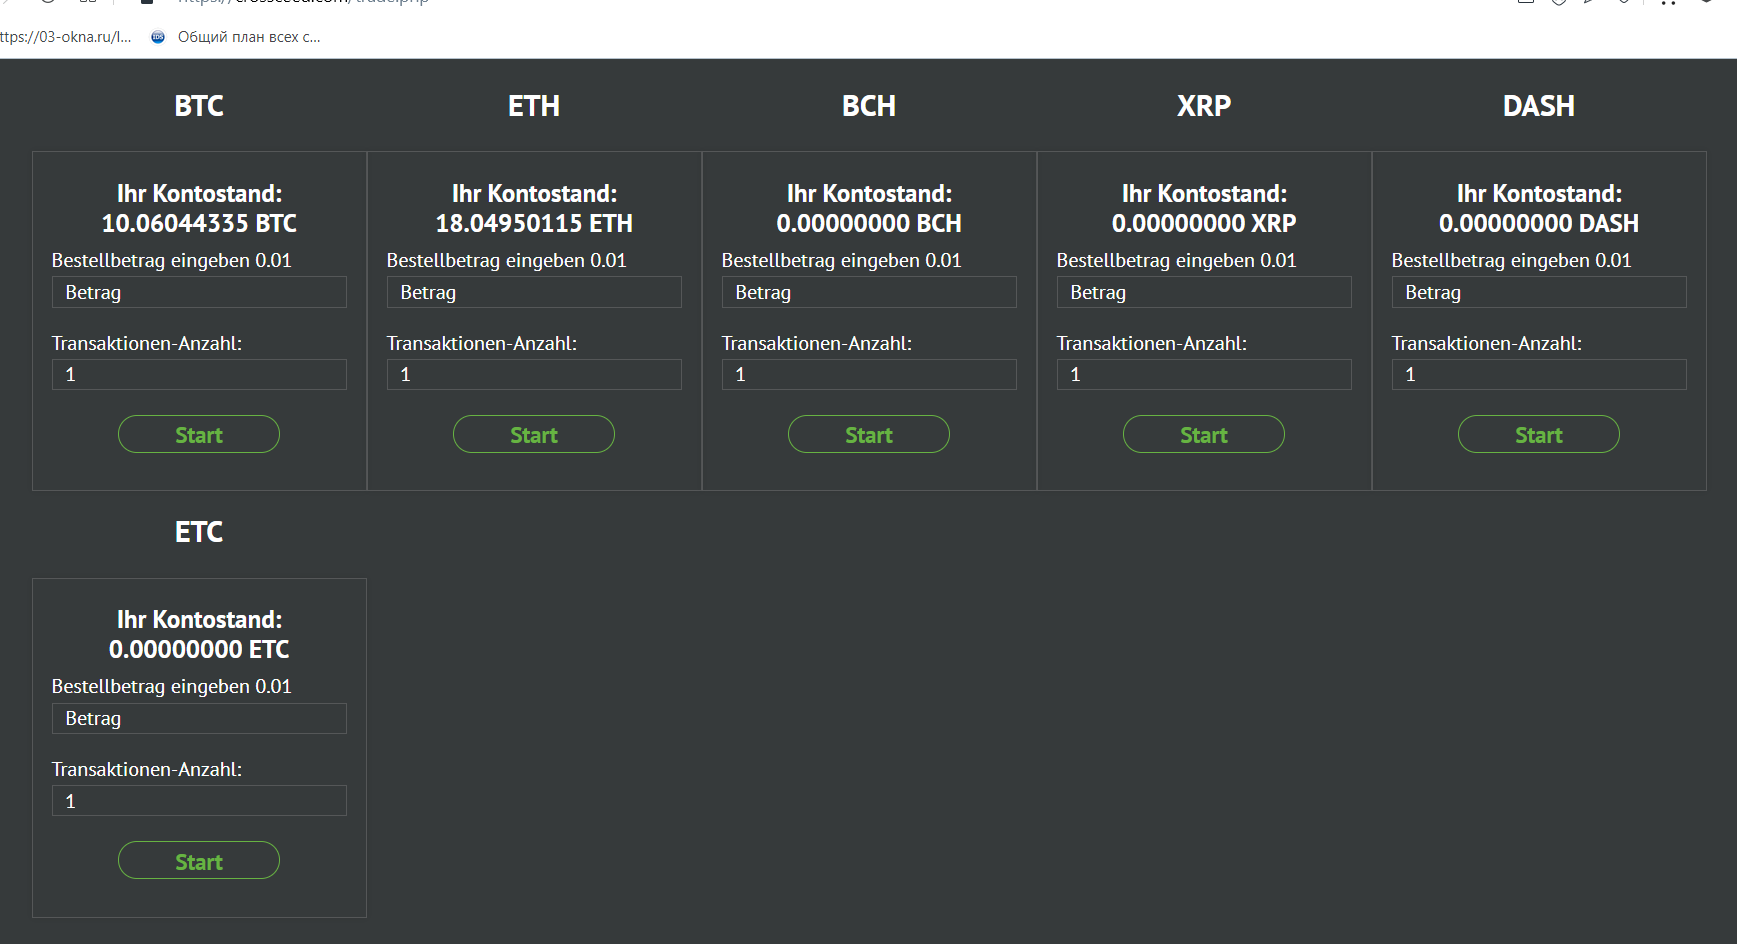 ttps://03-okna.ru/l... Общий план всех с...
BTC ETH BCH XRP DASH
Ihr Kontostand: Ihr Kontostand: Ihr Kontostand: Ihr Kontostand: Ihr Kontostand:
10.06044335 BTC 18.04950115 ETH 0.00000000 BCH 0.00000000 XRP 0.00000000 DASH
Bestellbetrag eingeben 0.01 Bestellbetrag eingeben 0.01 Bestellbetrag eingeben 0.01 Bestellbetrag eingeben 0.01 Bestellbetrag eingeben 0.01
Betrag Betrag Betrag Betrag Betrag
Transaktionen-Anzahl: Transaktionen-Anzahl: Transaktionen-Anzahl: Transaktionen-Anzahl: Transaktionen-Anzahl:
1 1 1 1 1
Start Start Start Start Start
ETC
Ihr Kontostand:
0.00000000 ETC
Bestellbetrag eingeben 0.01
Betrag
Transaktionen-Anzahl:
1
Start